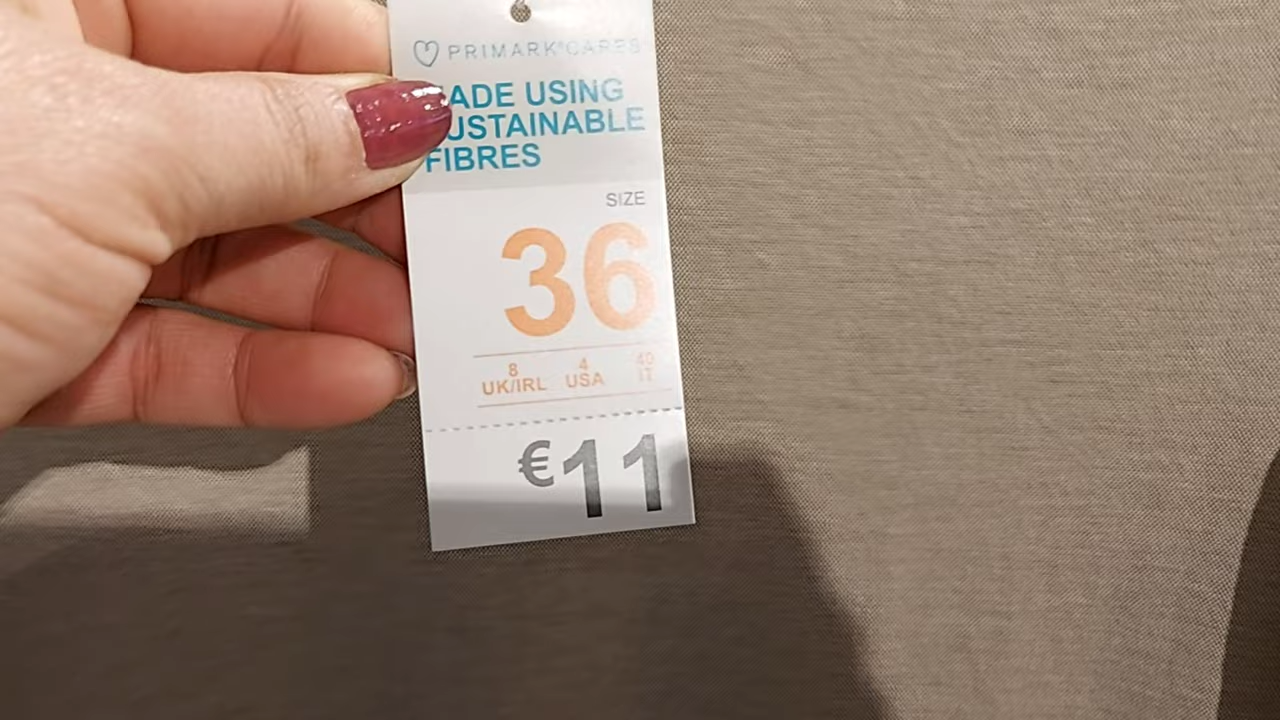 PRIMARK CARES
ADE USING
USTAINABLE
FIBRES
SIZE
36
8 4 40
UK/IRL USA IT
€11